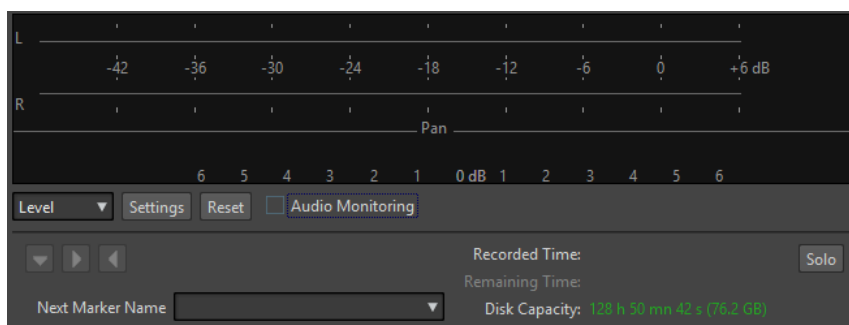 L
-42 -36 -30 -24 -18 -12 -6 0 +6 dB
R
Pan
6 5 4 3 2 1 0 dB 1 2 3 4 5 6
Level Settings Reset Audio Monitoring
Recorded Time: Solo
Remaining Time:
Next Marker Name Disk Capacity: 128 h 50 mn 42 s (76.2 GB)